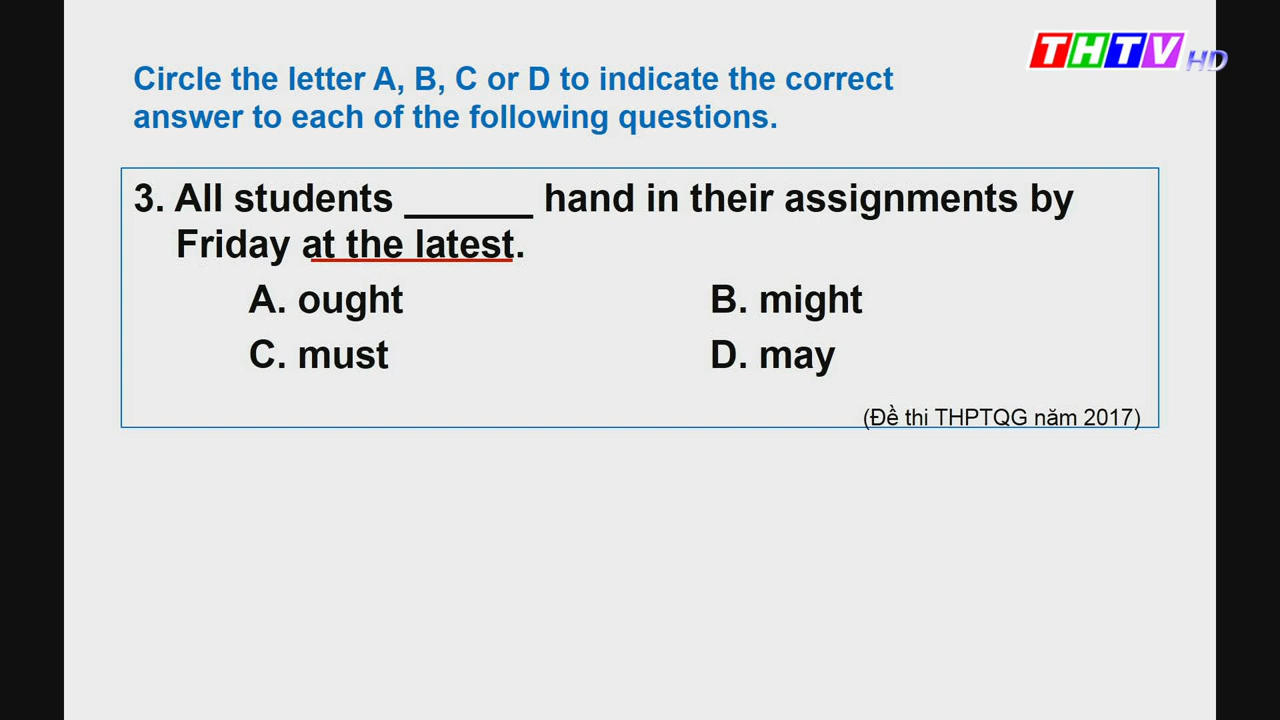 THTV HD
Circle the letter A, B, C or D to indicate the correct
answer to each of the following questions.
3. All students ______ hand in their assignments by
Friday at the latest.
A. ought B. might
C. must D. may
(Đề thi THPTQG năm 2017)